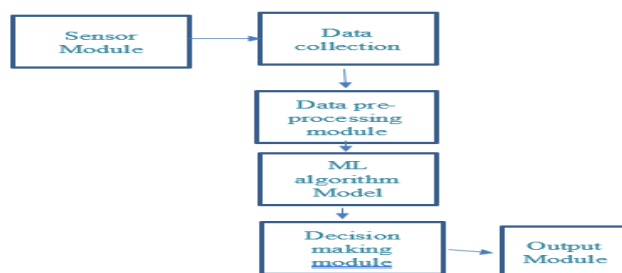 Sensor
Module
Data
collection
Data pre-
processing
module
ML
algorithm
Model
Decision
making
module
Output
Module